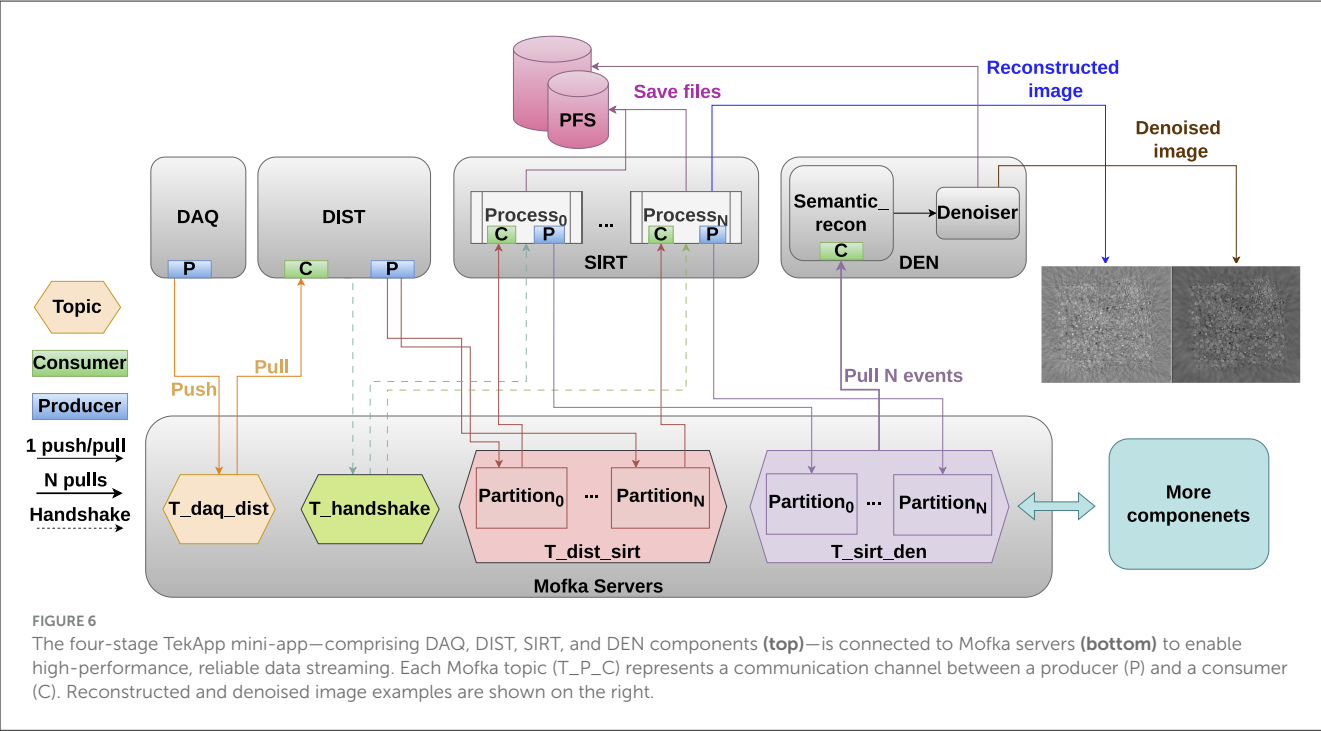 Reconstructed
image
Save files
PFS
Denoised
image
DAQ
P
DIST
C
P
Process0
C
P
...
ProcessN
C
P
SIRT
Semantic_
recon
C
Denoiser
DEN
Topic
Consumer
Producer
1 push/pull
N pulls
Handshake
Push
Pull
Pull N events
T_daq_dist
T_handshake
Partition0
...
PartitionN
T_dist_sirt
Partition0
...
PartitionN
T_sirt_den
Mofka Servers
More
componenets
FIGURE 6
The four-stage TekApp mini-app—comprising DAQ, DIST, SIRT, and DEN components (top)—is connected to Mofka servers (bottom) to enable
high-performance, reliable data streaming. Each Mofka topic (T_P_C) represents a communication channel between a producer (P) and a consumer
(C). Reconstructed and denoised image examples are shown on the right.